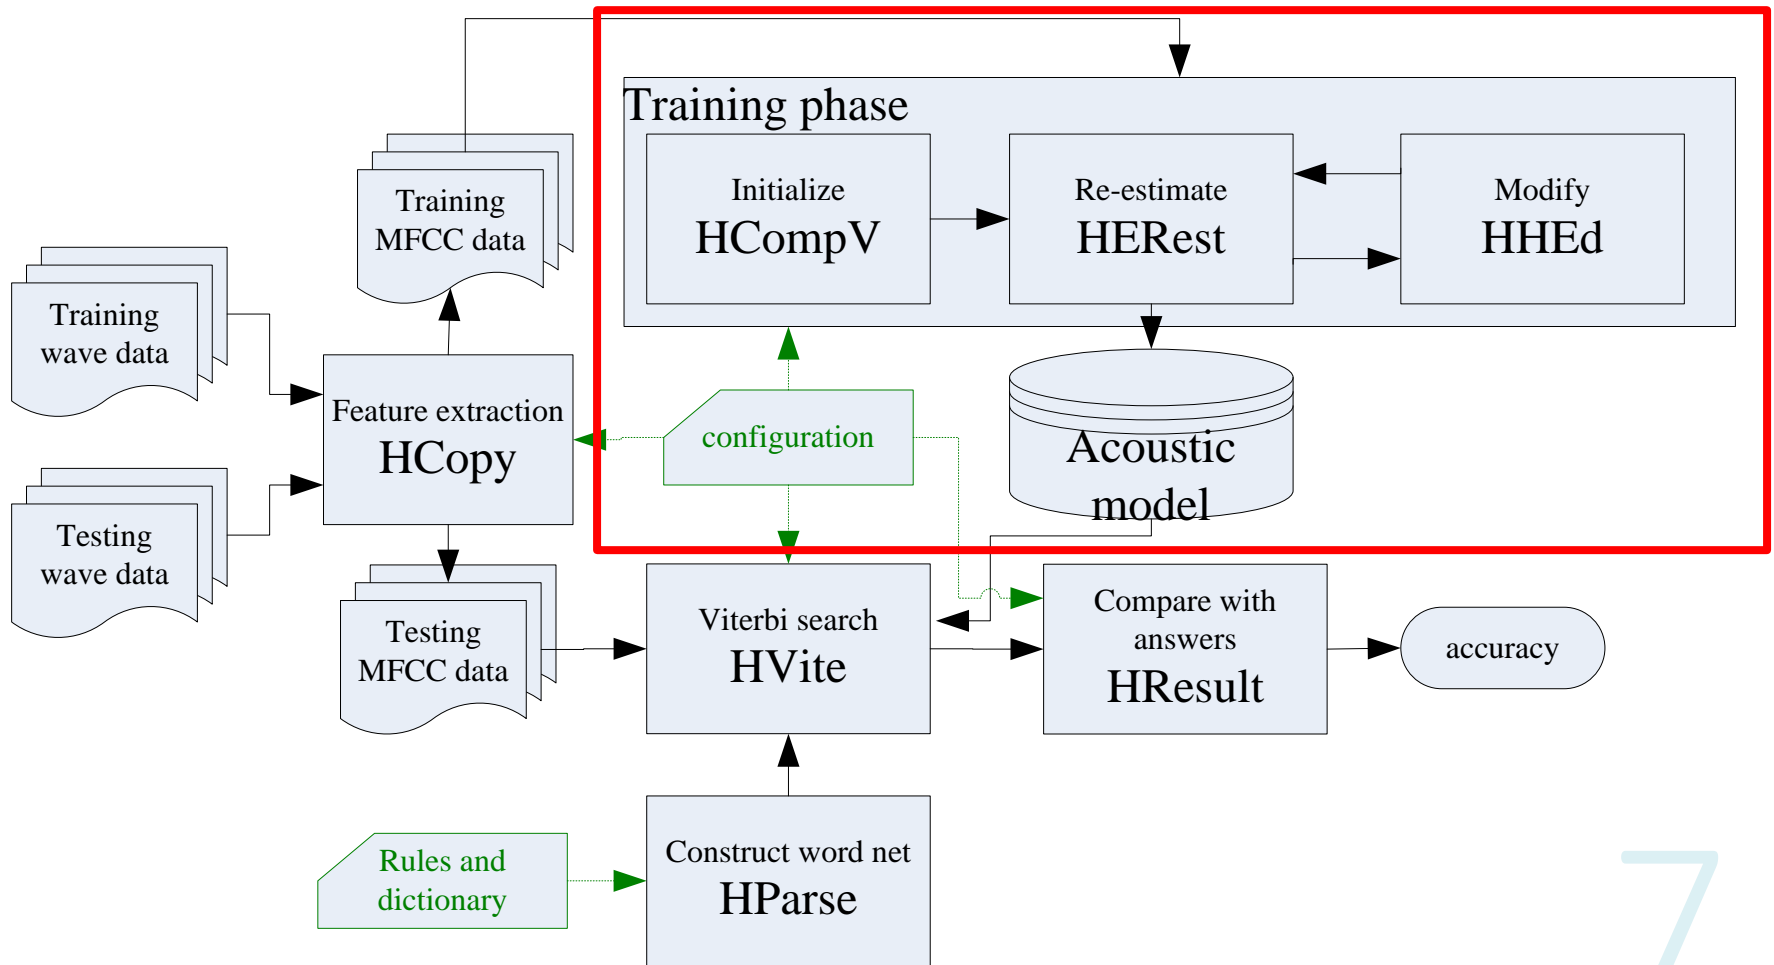 Training phase
Initialize
HCompV
Re-estimate
HERest
Modify
HHEd
Training
MFCC data
Training
wave data
Feature extraction
HCopy
configuration
Acoustic
model
Testing
wave data
Testing
MFCC data
Viterbi search
HVite
Compare with
answers
HResult
accuracy
Rules and
dictionary
Construct word net
HParse
7